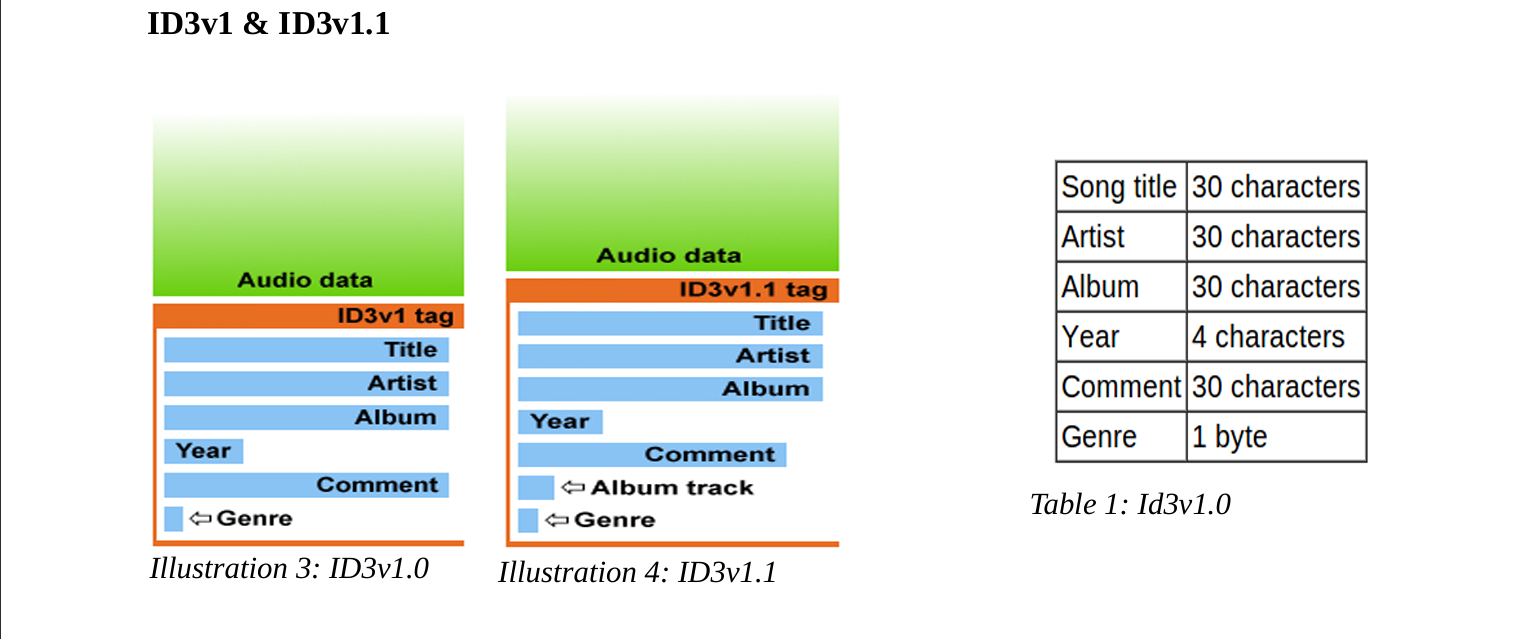 ID3v1 & ID3v1.1
Audio data
ID3v1 tag
Title
Artist
Album
Year
Comment
⇦ Genre
Illustration 3: ID3v1.0
Audio data
ID3v1.1 tag
Title
Artist
Album
Year
Comment
⇦ Album track
⇦ Genre
Illustration 4: ID3v1.1
Song title 30 characters
Artist 30 characters
Album 30 characters
Year 4 characters
Comment 30 characters
Genre 1 byte
Table 1: Id3v1.0